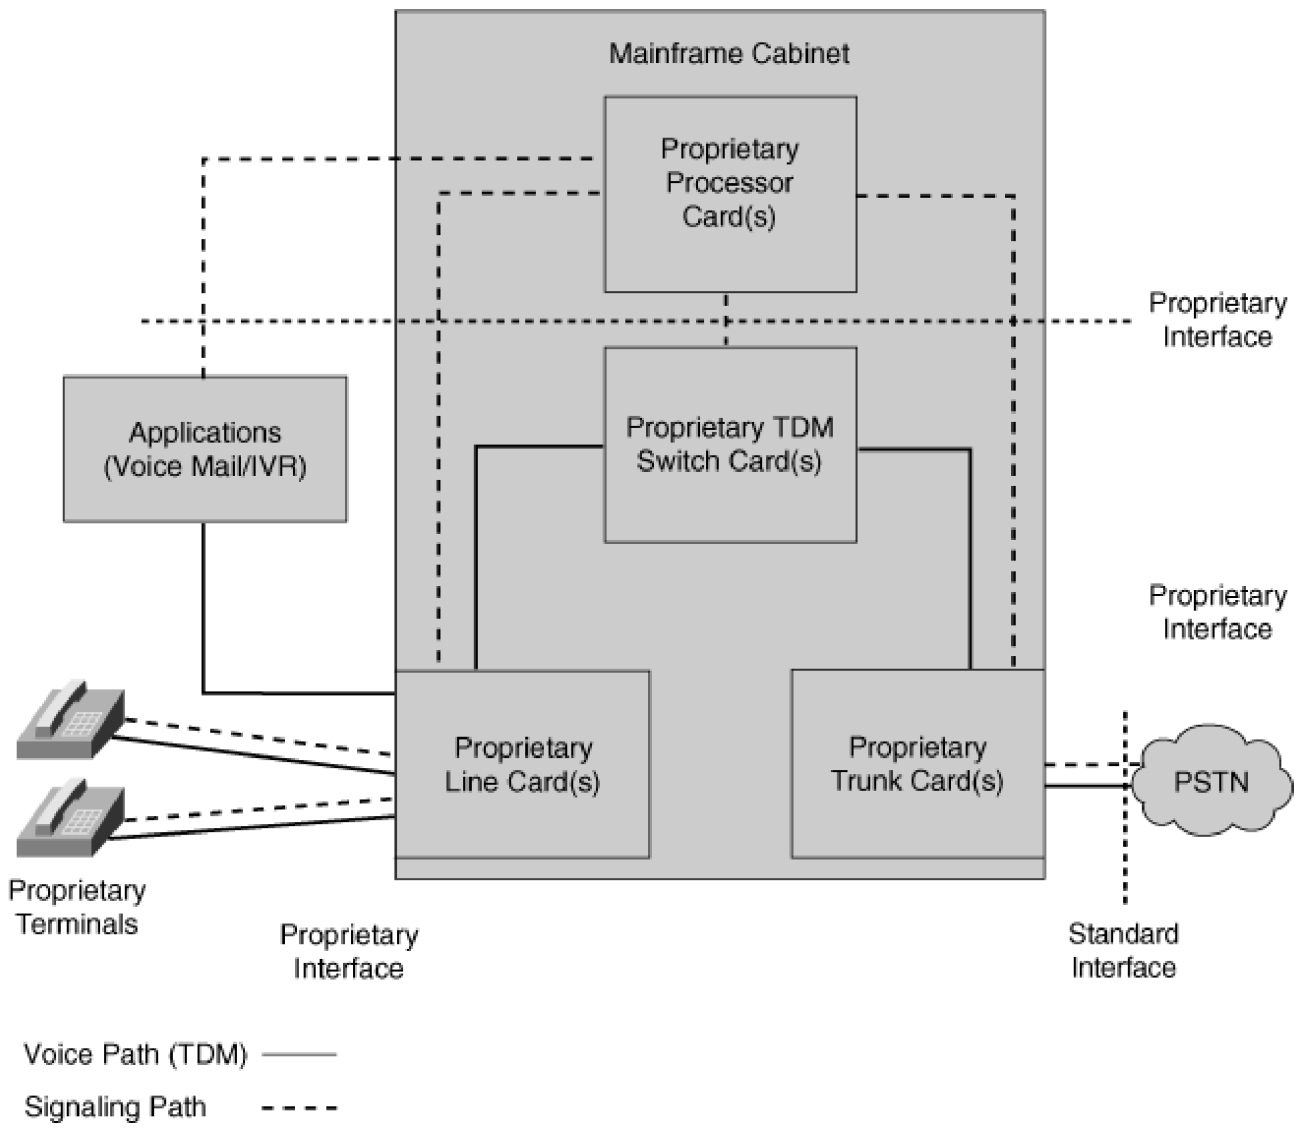 Mainframe Cabinet
Proprietary
Processor
Card(s)
Proprietary
Interface
Applications
(Voice Mail/IVR)
Proprietary TDM
Switch Card(s)
Proprietary
Interface
Proprietary
Line Card(s)
Proprietary
Trunk Card(s)
PSTN
Proprietary
Terminals
Proprietary
Interface
Standard
Interface
Voice Path (TDM)
Signaling Path